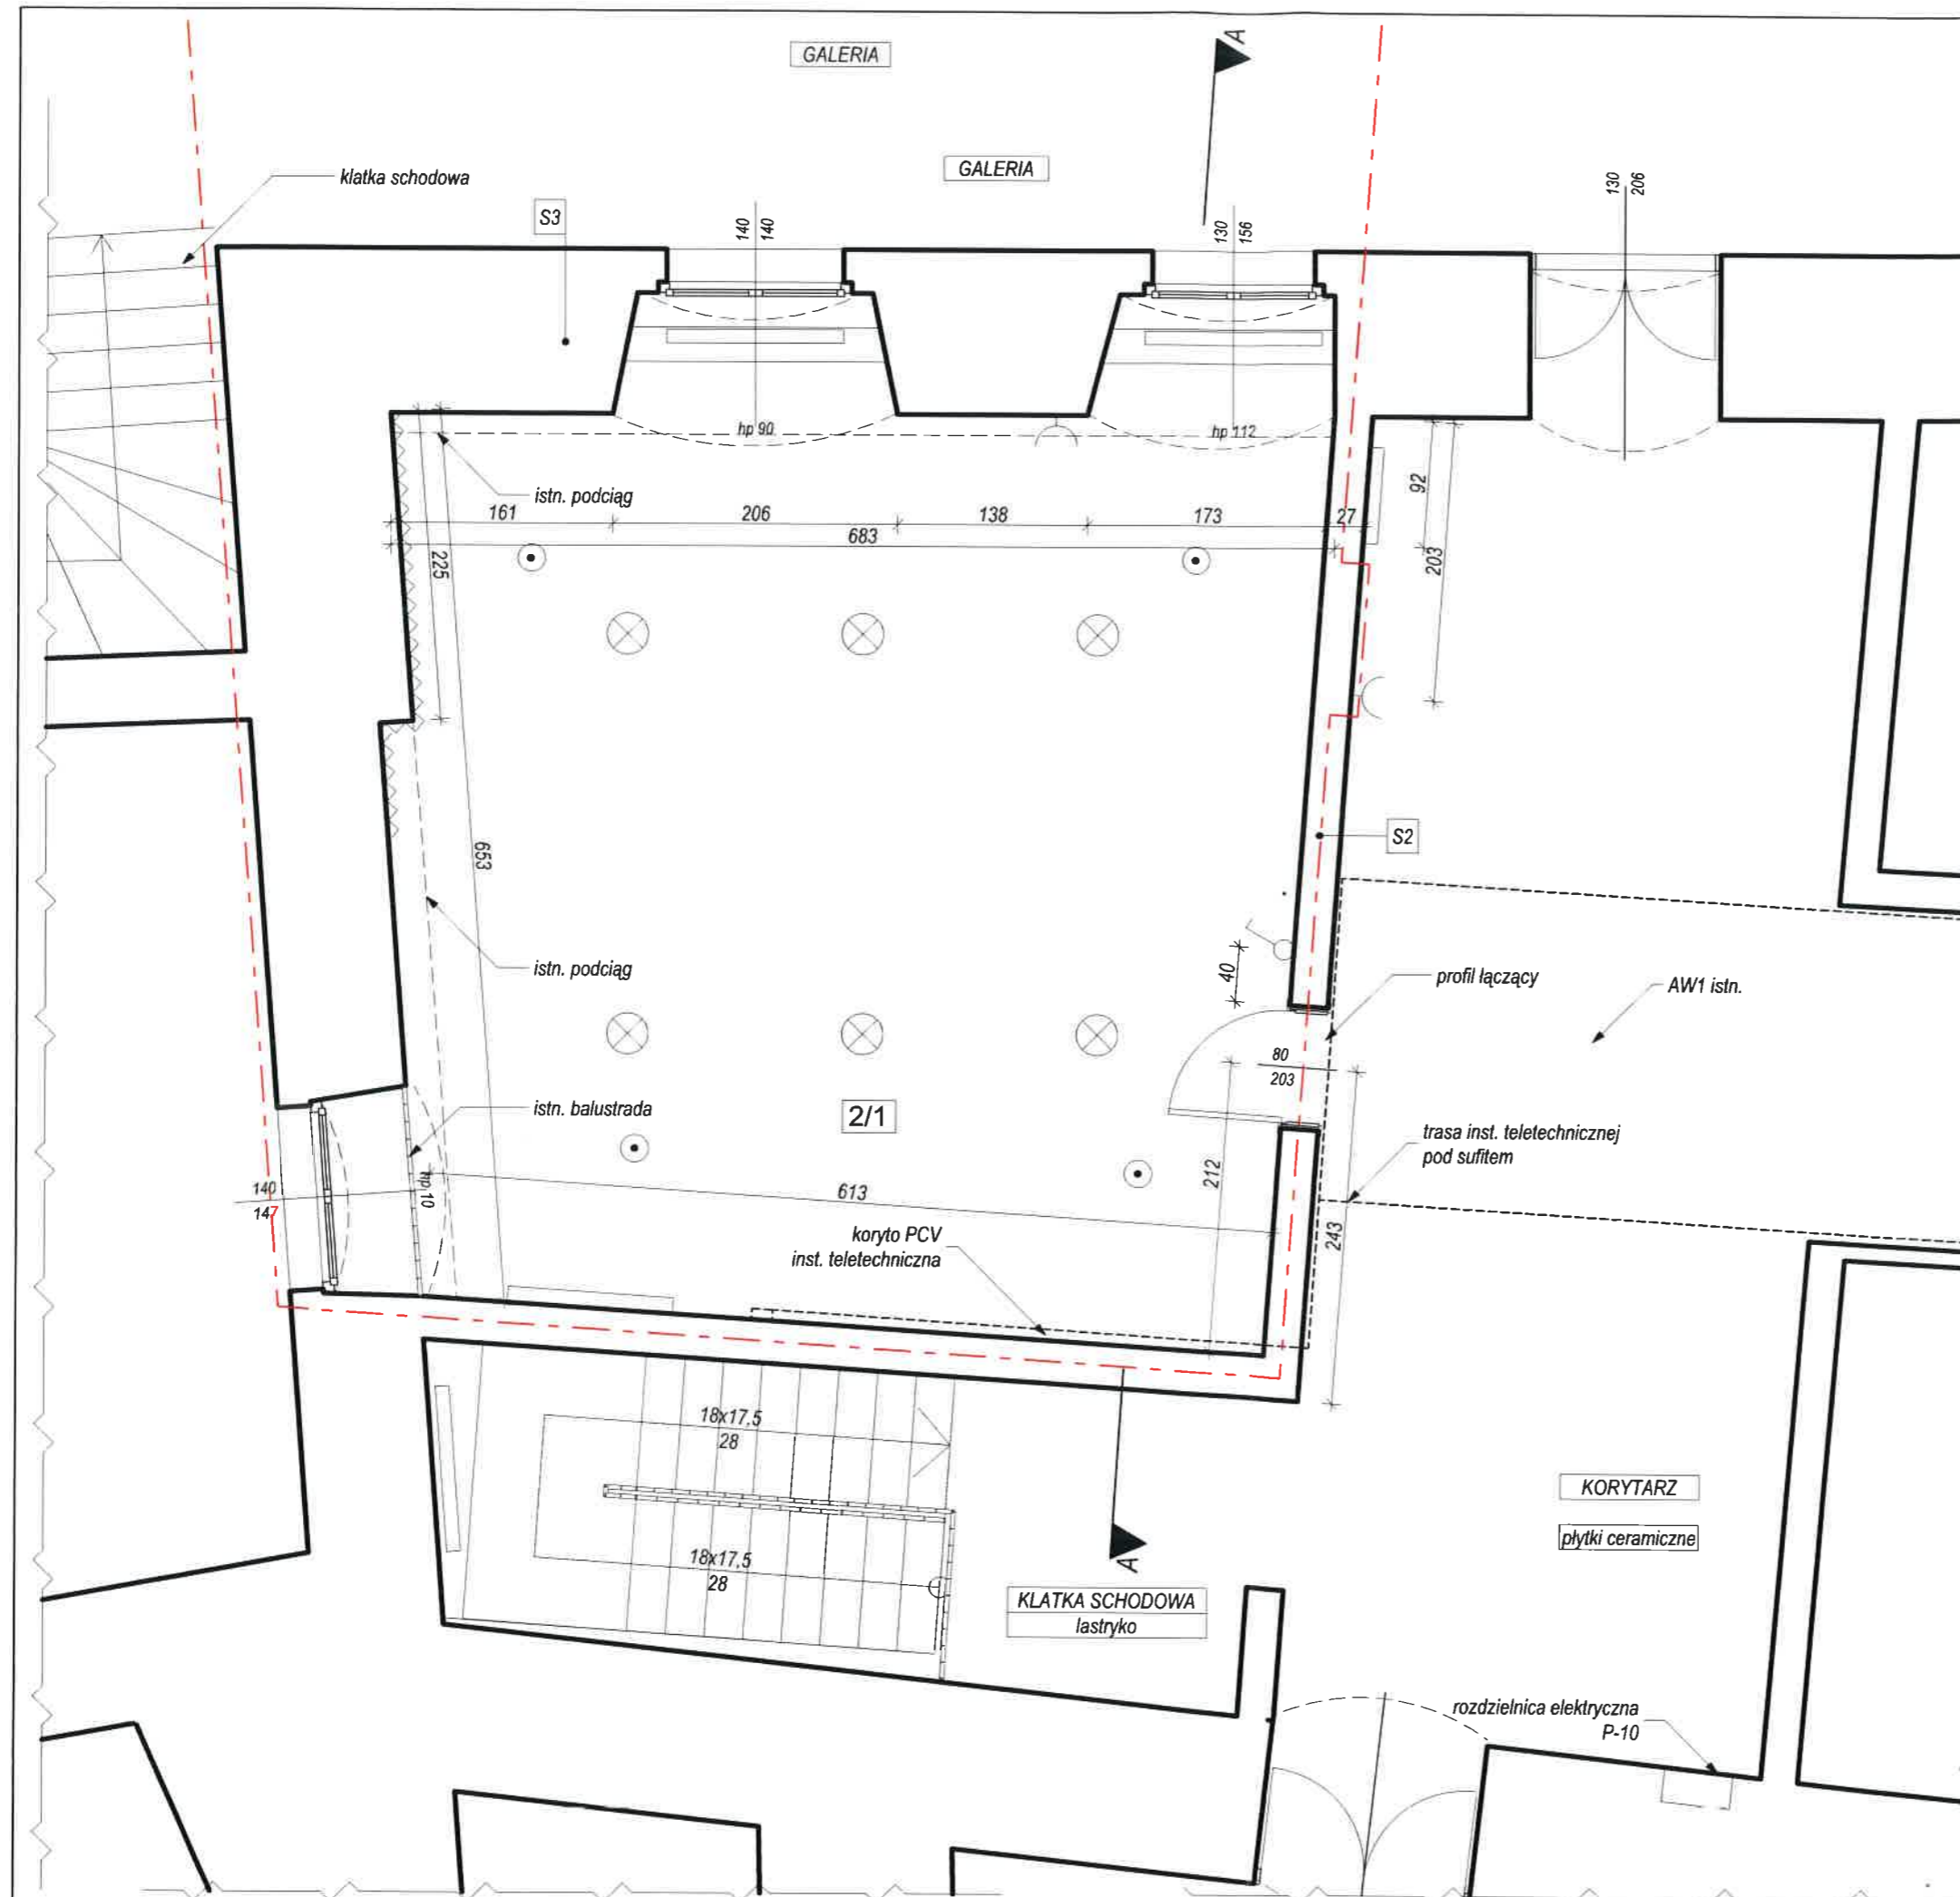 GALERIA
A
GALERIA
klatka schodowa
S3
140
140
130
156
130
206
hp 90
hp 112
istn. podciąg
161
206
138
173
27
683
92
203
225
653
S2
istn. podciąg
40
profil łączący
AW1 istn.
80
203
istn. balustrada
2/1
trasa inst. teletechnicznej
pod sufitem
212
hp 10
140
147
613
243
koryto PCV
inst. teletechniczna
18x17,5
28
18x17,5
28
A
KORYTARZ
płytki ceramiczne
KLATKA SCHODOWA
lastryko
rozdzielnica elektryczna
P-10